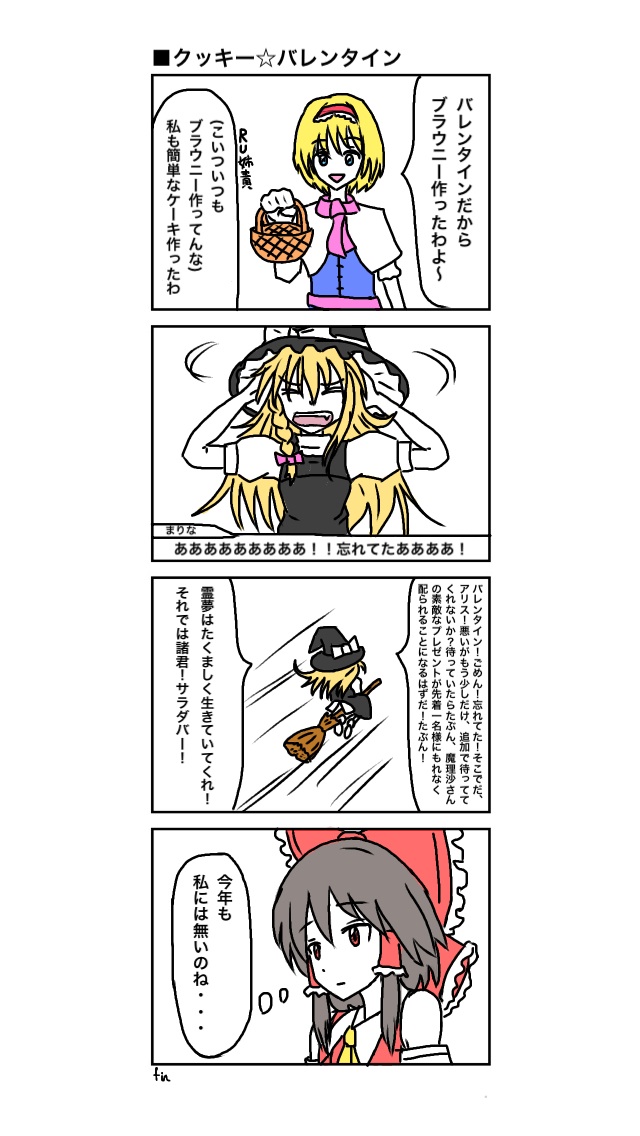 ■クッキー☆バレンタイン
バレンタインだから
ブラウニー作ったわよ～
RU姉貴
(こいついつも
ブラウニー作ってんな)
私も簡単なケーキ作ったわ
まりな
あああああああああ！！忘れてたああああ！
バレンタイン！ごめん！忘れてた！そこでだ、
アリス！悪いがもう少しだけ、追加で待ってて
くれないか？待っていたらたぶん、魔理沙さん
の素敵なプレゼントが先着一名様にもれなく
配られることになるはずだ！たぶん！
霊夢はたくましく生きていてくれ！
それでは諸君！サラダバー！
今年も
私には無いのね・・・
fin